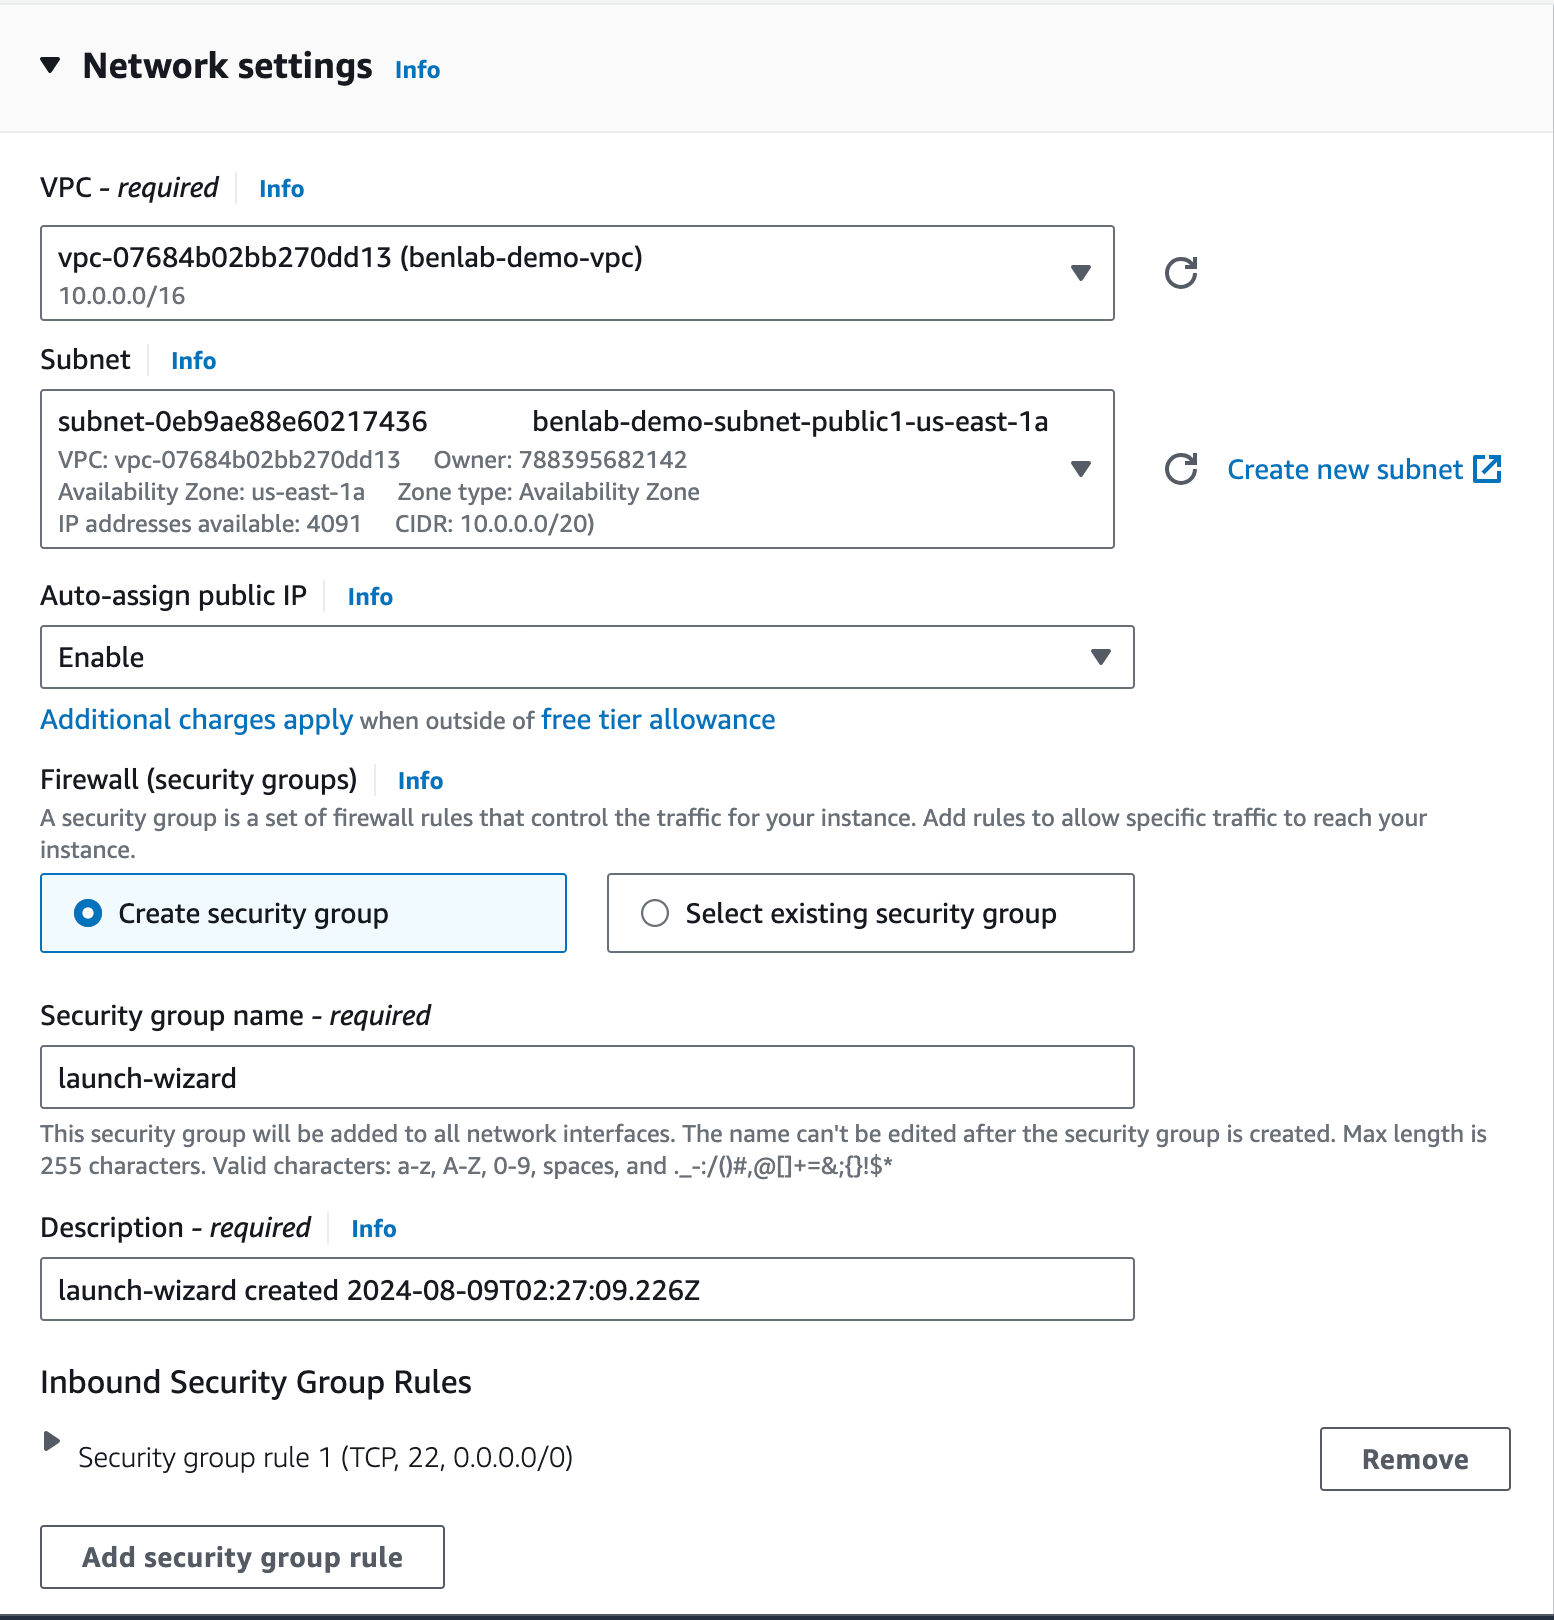 Network settings Info
VPC - required Info
vpc-07684b02bb270dd13 (benlab-demo-vpc)
10.0.0.0/16
Subnet Info
subnet-0eb9ae88e60217436 benlab-demo-subnet-public1-us-east-1a
VPC: vpc-07684b02bb270dd13 Owner: 788395682142
Availability Zone: us-east-1a Zone type: Availability Zone
IP addresses available: 4091 CIDR: 10.0.0.0/20)
Create new subnet
Auto-assign public IP Info
Enable
Additional charges apply when outside of free tier allowance
Firewall (security groups) Info
A security group is a set of firewall rules that control the traffic for your instance. Add rules to allow specific traffic to reach your
instance.
Create security group
Select existing security group
Security group name - required
launch-wizard
This security group will be added to all network interfaces. The name can't be edited after the security group is created. Max length is
255 characters. Valid characters: a-z, A-Z, 0-9, spaces, and ._-:/()#,@[]+=&;{}!$*
Description - required Info
launch-wizard created 2024-08-09T02:27:09.226Z
Inbound Security Group Rules
Security group rule 1 (TCP, 22, 0.0.0.0/0)
Remove
Add security group rule